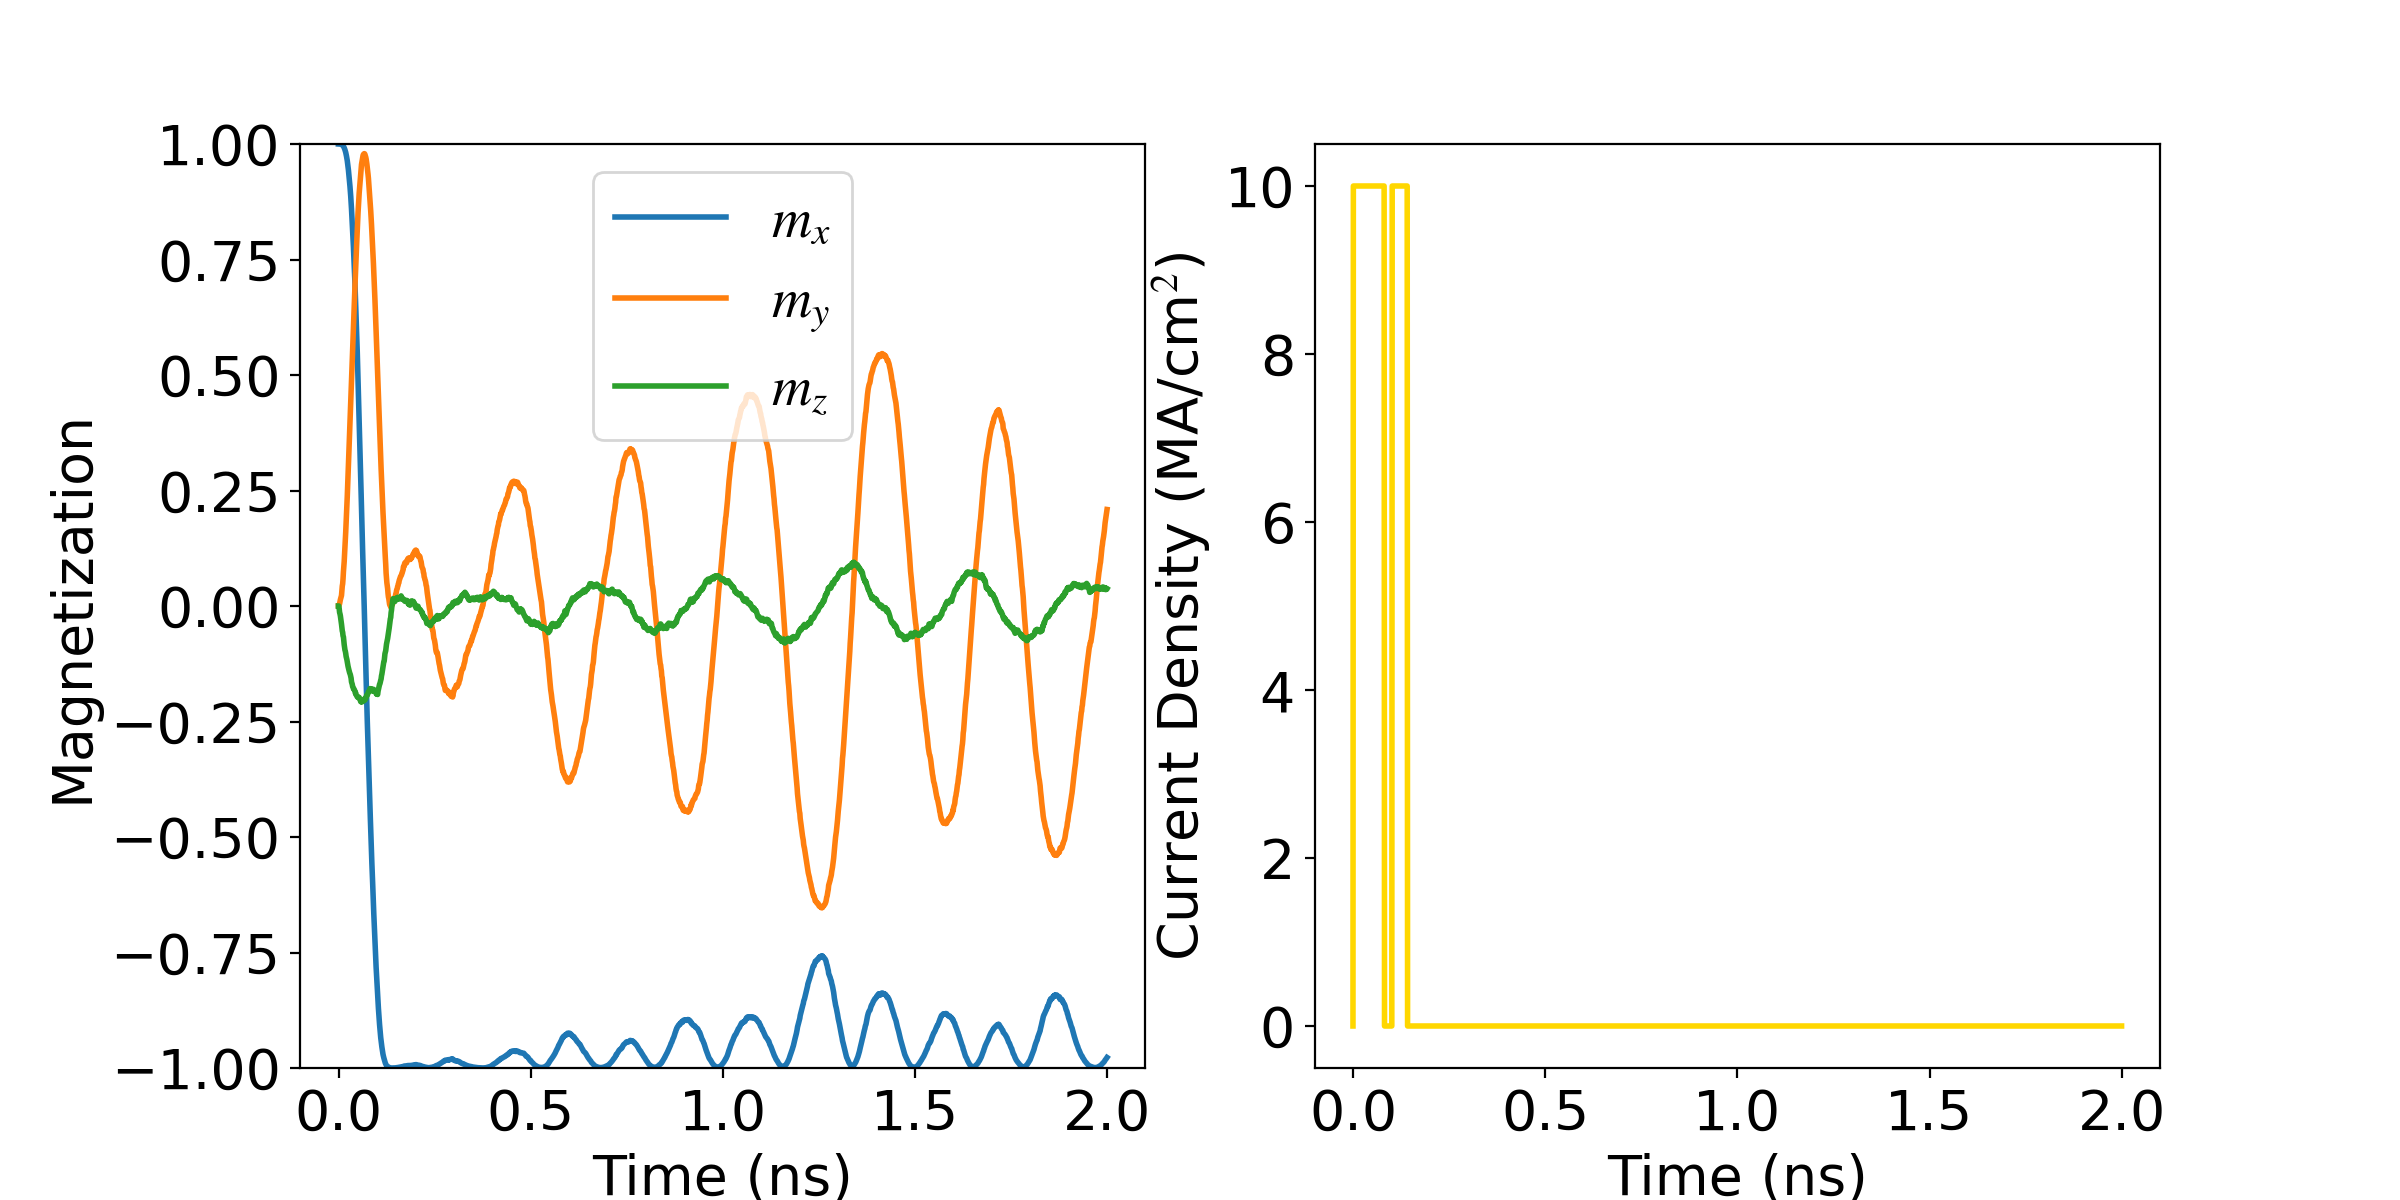 1.00
0.75
0.50
0.25
0.00
−0.25
−0.50
−0.75
−1.00
Magnetization
0.0 0.5 1.0 1.5 2.0
Time (ns)
m_x
m_y
m_z
10
8
6
4
2
0
Current Density (MA/cm²)
0.0 0.5 1.0 1.5 2.0
Time (ns)